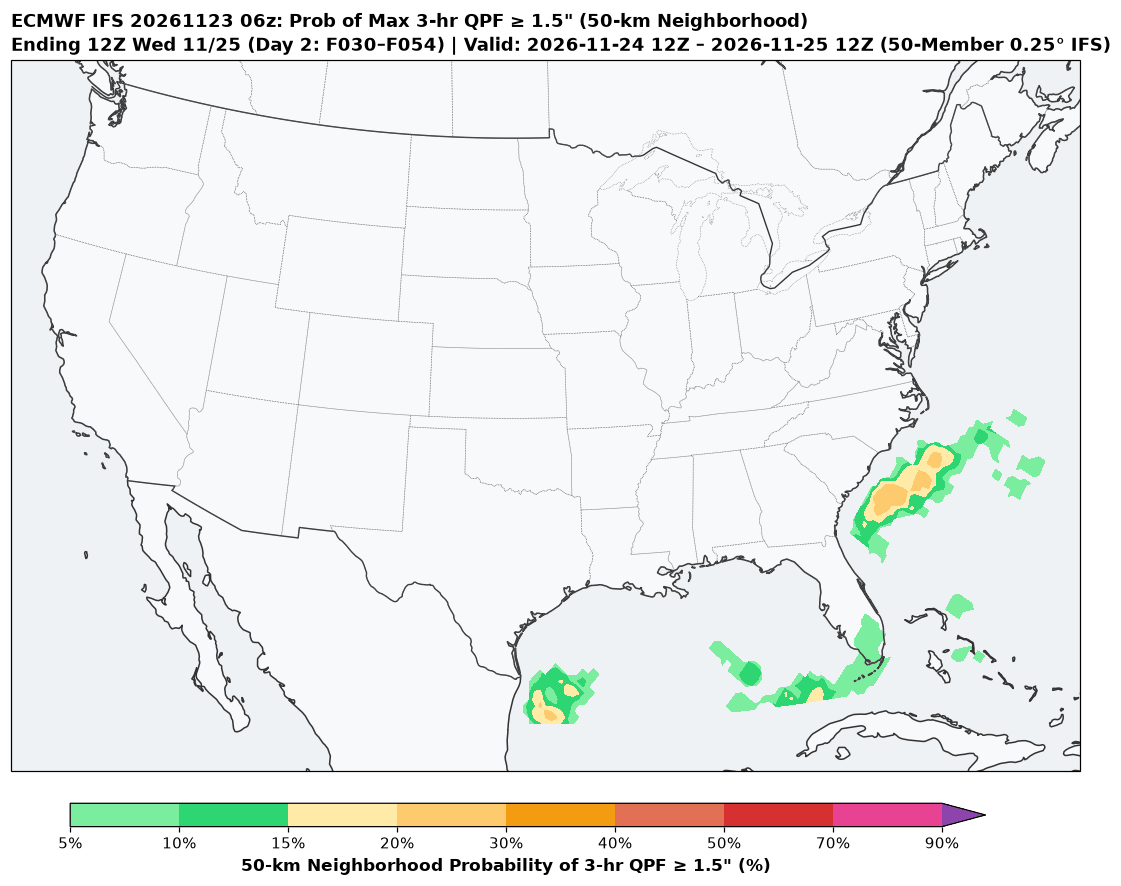 ECMWF IFS 20261123 06z: Prob of Max 3-hr QPF ≥ 1.5" (50-km Neighborhood)
Ending 12Z Wed 11/25 (Day 2: F030–F054) | Valid: 2026-11-24 12Z – 2026-11-25 12Z (50-Member 0.25° IFS)
5% 10% 15% 20% 30% 40% 50% 70% 90%
50-km Neighborhood Probability of 3-hr QPF ≥ 1.5" (%)